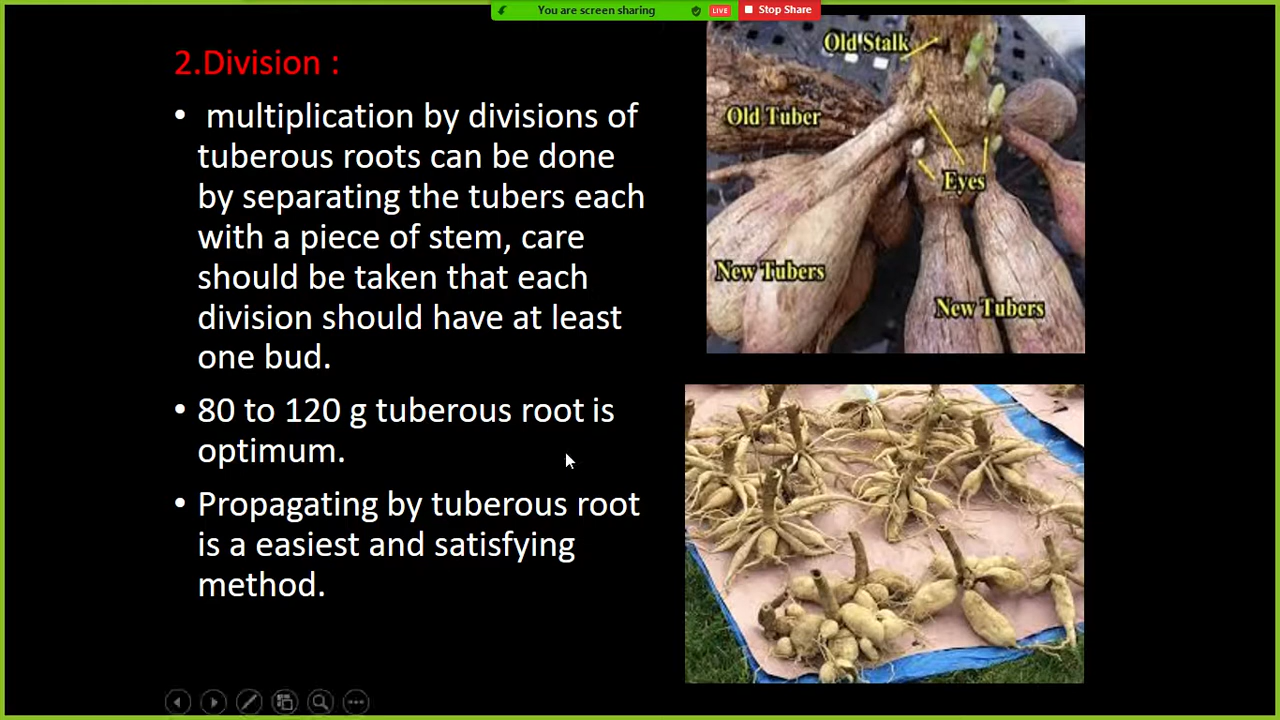 You are screen sharing
LIVE
Stop Share
2.Division :
• multiplication by divisions of
tuberous roots can be done
by separating the tubers each
with a piece of stem, care
should be taken that each
division should have at least
one bud.
• 80 to 120 g tuberous root is
optimum.
• Propagating by tuberous root
is a easiest and satisfying
method.
Old Stalk
Old Tuber
Eyes
New Tubers
New Tubers